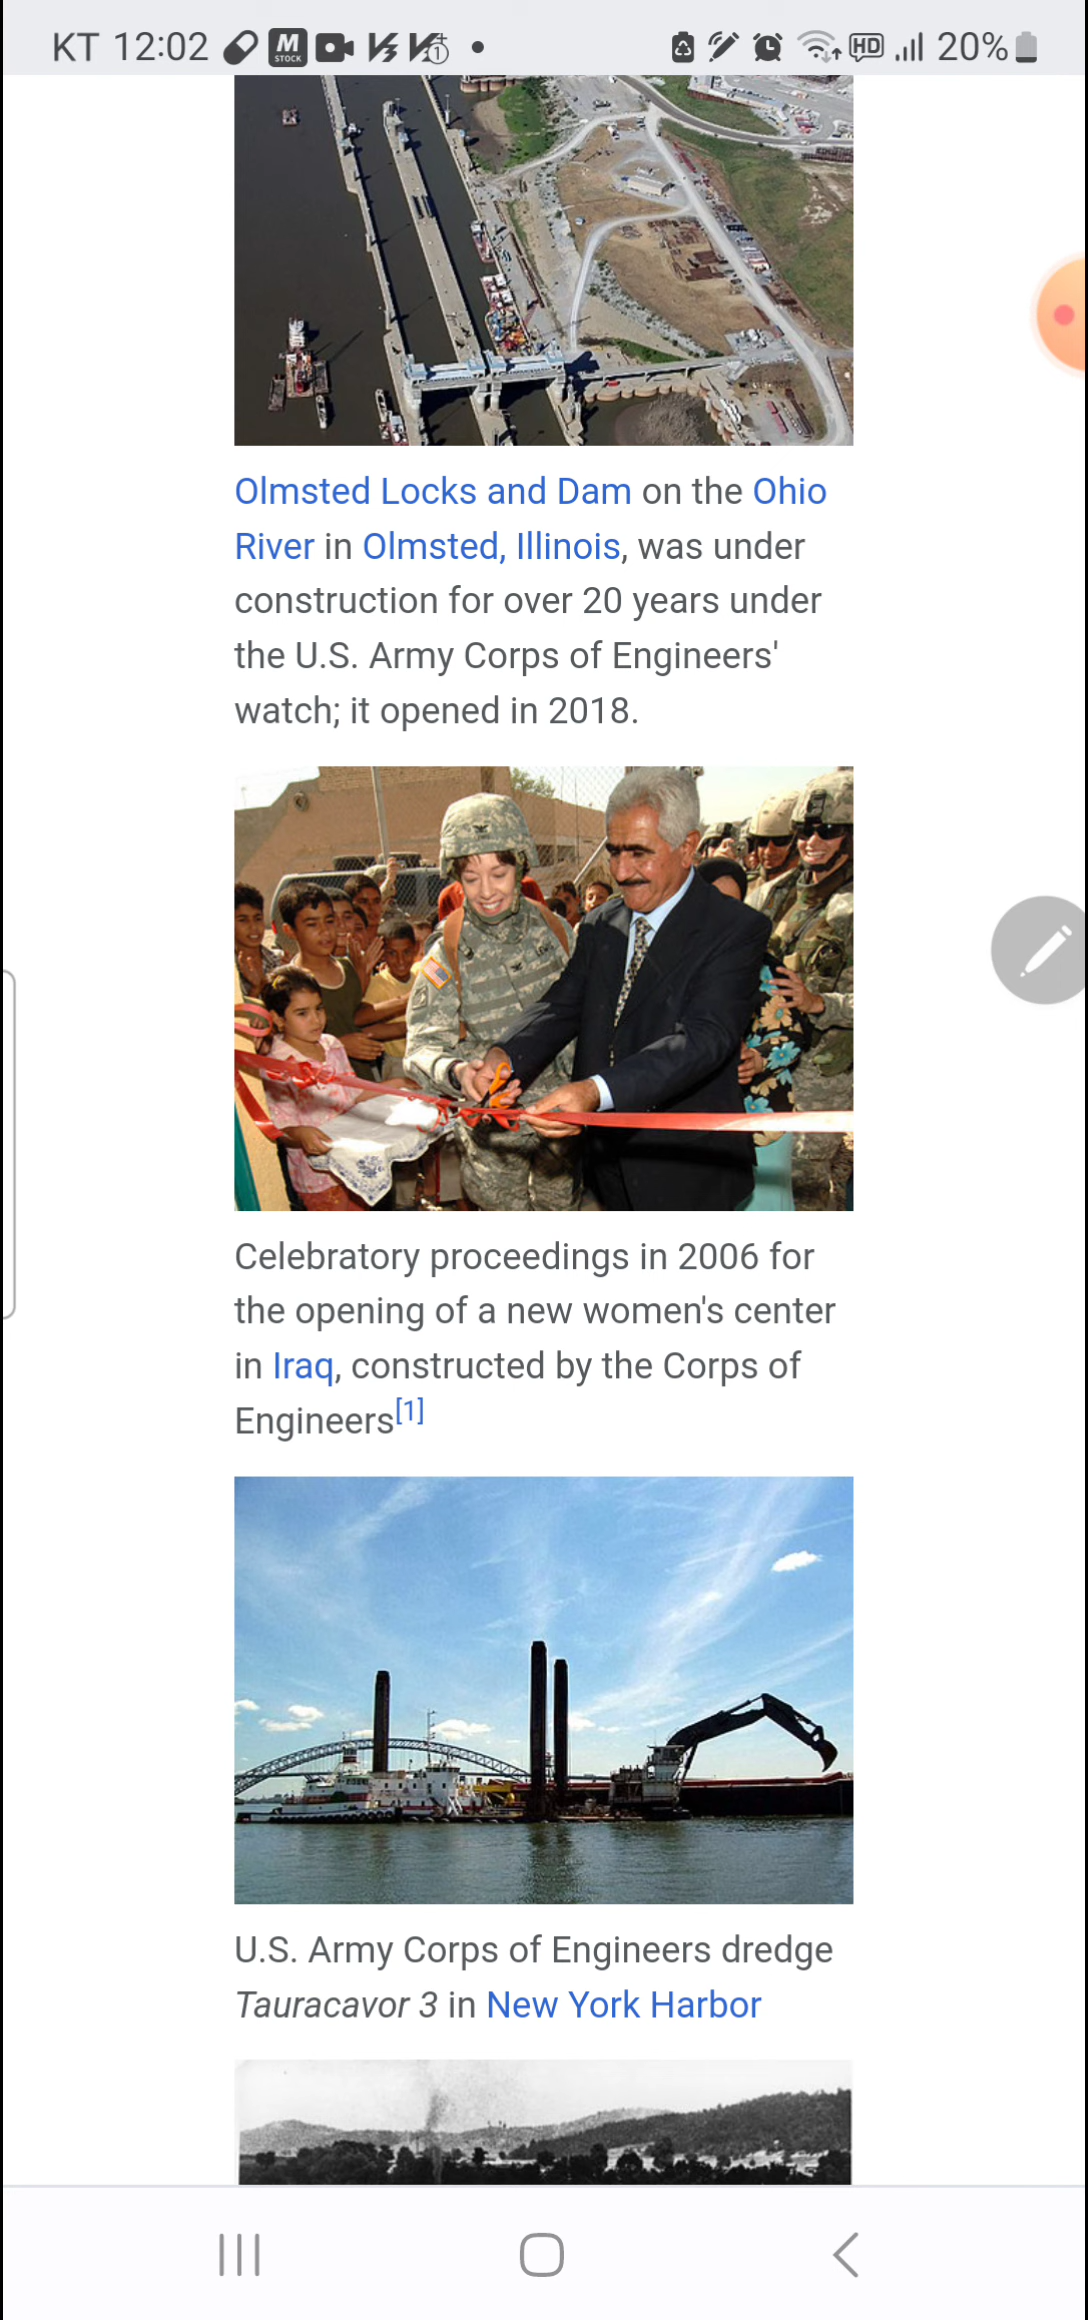 KT 12:02 M STOCK 1 HD 20%
Olmsted Locks and Dam on the Ohio
River in Olmsted, Illinois, was under
construction for over 20 years under
the U.S. Army Corps of Engineers'
watch; it opened in 2018.
Celebratory proceedings in 2006 for
the opening of a new women's center
in Iraq, constructed by the Corps of
Engineers[1]
U.S. Army Corps of Engineers dredge
Tauracavor 3 in New York Harbor